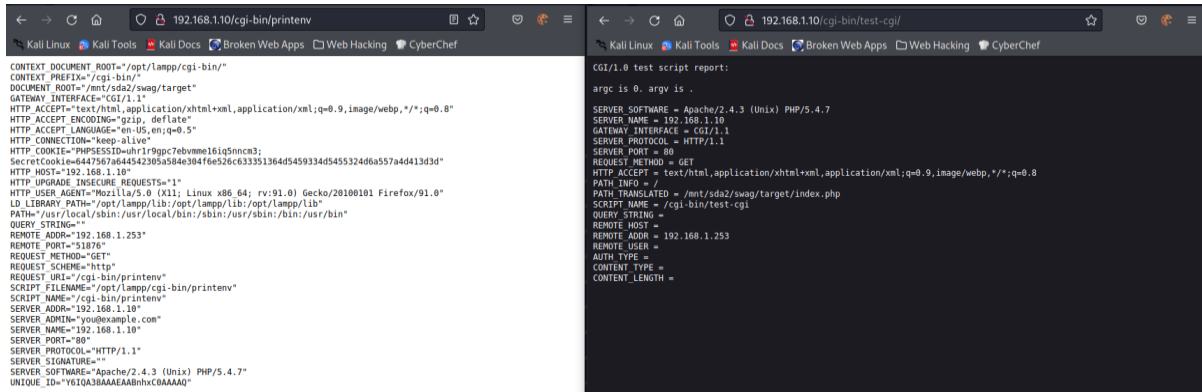 192.168.1.10/cgi-bin/printenv
Kali Linux Kali Tools Kali Docs Broken Web Apps Web Hacking CyberChef
CONTEXT_DOCUMENT_ROOT="/opt/lampp/cgi-bin/"
CONTEXT_PREFIX="/cgi-bin/"
DOCUMENT_ROOT="/mnt/sda2/swag/target"
GATEWAY_INTERFACE="CGI/1.1"
HTTP_ACCEPT="text/html,application/xhtml+xml,application/xml;q=0.9,image/webp,*/*;q=0.8"
HTTP_ACCEPT_ENCODING="gzip, deflate"
HTTP_ACCEPT_LANGUAGE="en-US,en;q=0.5"
HTTP_CONNECTION="keep-alive"
HTTP_COOKIE="PHPSESSID=uhr1r9gpc7ebvmme16iq5nncm3;
SecretCookie=6447567a644542305a584e304f6e526c633351364d5459334d5455324d6a557a4d413d3d"
HTTP_HOST="192.168.1.10"
HTTP_UPGRADE_INSECURE_REQUESTS="1"
HTTP_USER_AGENT="Mozilla/5.0 (X11; Linux x86_64; rv:91.0) Gecko/20100101 Firefox/91.0"
LD_LIBRARY_PATH="/opt/lampp/lib:/opt/lampp/lib:/opt/lampp/lib"
PATH="/usr/local/sbin:/usr/local/bin:/sbin:/usr/sbin:/bin:/usr/bin"
QUERY_STRING=""
REMOTE_ADDR="192.168.1.253"
REMOTE_PORT="51876"
REQUEST_METHOD="GET"
REQUEST_SCHEME="http"
REQUEST_URI="/cgi-bin/printenv"
SCRIPT_FILENAME="/opt/lampp/cgi-bin/printenv"
SCRIPT_NAME="/cgi-bin/printenv"
SERVER_ADDR="192.168.1.10"
SERVER_ADMIN="you@example.com"
SERVER_NAME="192.168.1.10"
SERVER_PORT="80"
SERVER_PROTOCOL="HTTP/1.1"
SERVER_SIGNATURE=""
SERVER_SOFTWARE="Apache/2.4.3 (Unix) PHP/5.4.7"
UNIQUE_ID="Y6IQA38AAAEAABnhxC0AAAAQ"
192.168.1.10/cgi-bin/test-cgi/
Kali Linux Kali Tools Kali Docs Broken Web Apps Web Hacking CyberChef
CGI/1.0 test script report:
argc is 0. argv is .
SERVER_SOFTWARE = Apache/2.4.3 (Unix) PHP/5.4.7
SERVER_NAME = 192.168.1.10
GATEWAY_INTERFACE = CGI/1.1
SERVER_PROTOCOL = HTTP/1.1
SERVER_PORT = 80
REQUEST_METHOD = GET
HTTP_ACCEPT = text/html,application/xhtml+xml,application/xml;q=0.9,image/webp,*/*;q=0.8
PATH_INFO = /
PATH_TRANSLATED = /mnt/sda2/swag/target/index.php
SCRIPT_NAME = /cgi-bin/test-cgi
QUERY_STRING =
REMOTE_HOST =
REMOTE_ADDR = 192.168.1.253
REMOTE_USER =
AUTH_TYPE =
CONTENT_TYPE =
CONTENT_LENGTH =